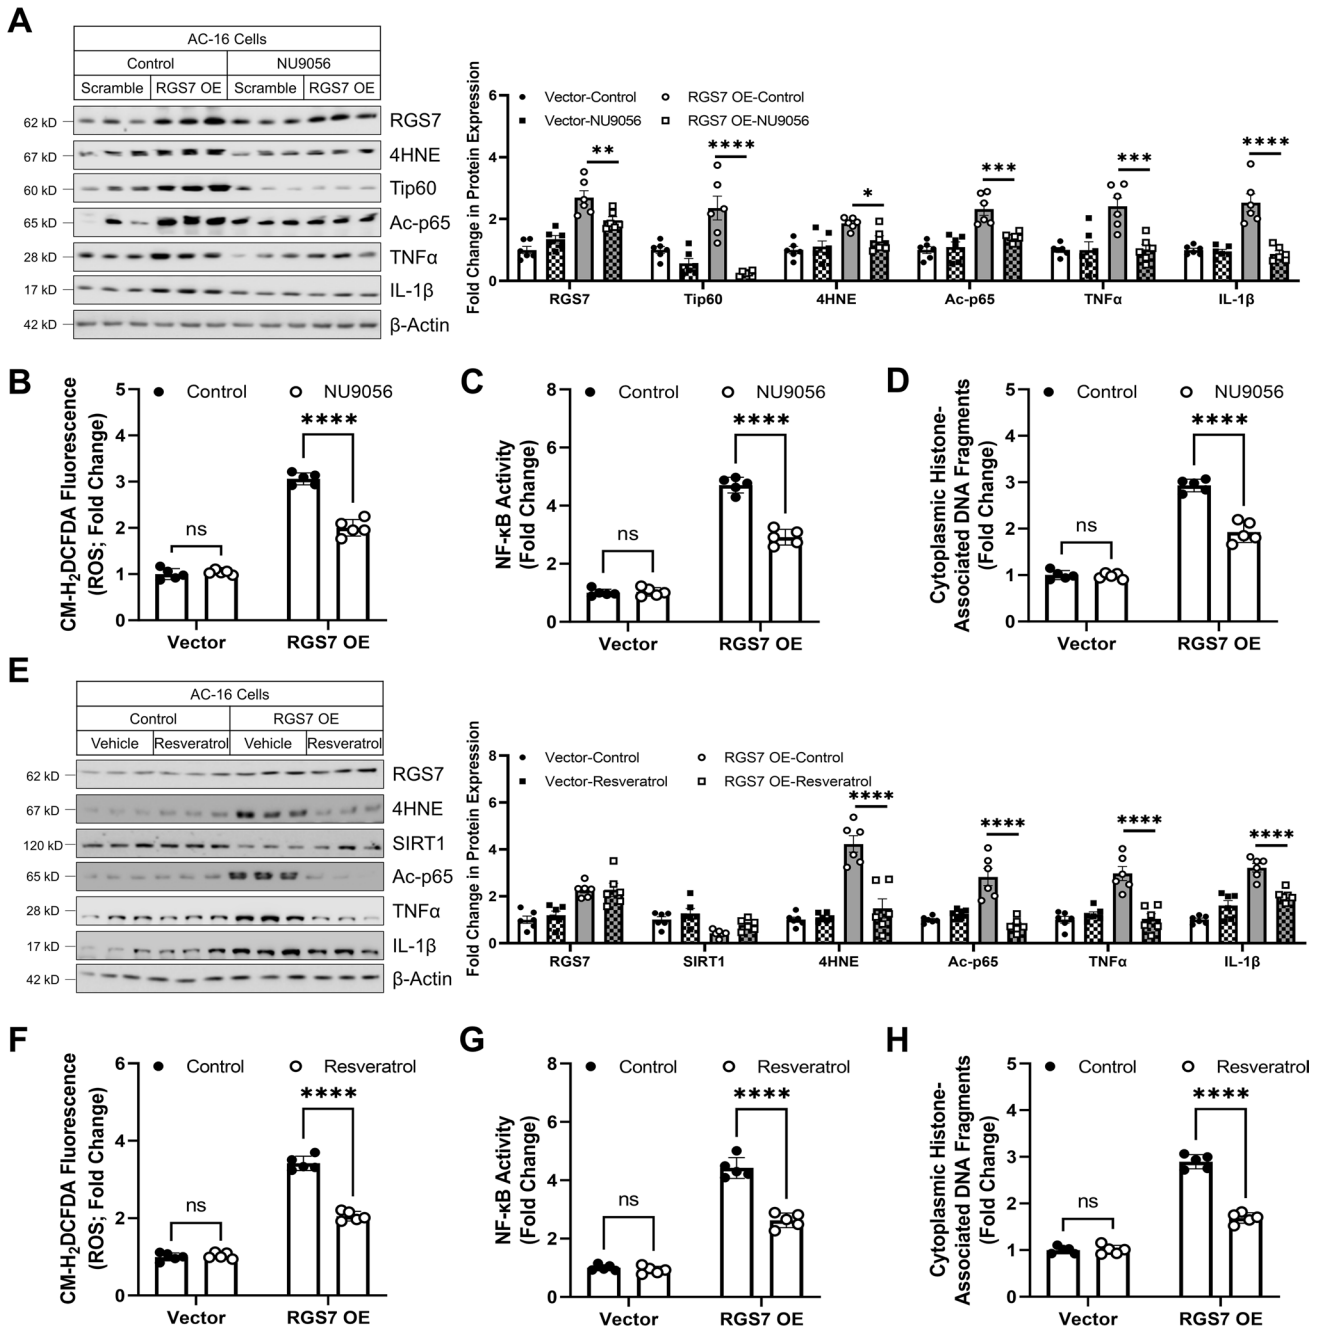 A
AC-16 Cells
Control NU9056
Scramble RGS7 OE Scramble RGS7 OE
62 kD RGS7
67 kD 4HNE
60 kD Tip60
65 kD Ac-p65
28 kD TNFα
17 kD IL-1β
42 kD β-Actin
Fold Change in Protein Expression
6
4
2
0
Vector-Control RGS7 OE-Control
Vector-NU9056 RGS7 OE-NU9056
** **** * *** *** ****
RGS7 Tip60 4HNE Ac-p65 TNFα IL-1β
B
CM-H₂DCFDA Fluorescence
(ROS; Fold Change)
5
4
3
2
1
0
Control NU9056
ns ****
Vector RGS7 OE
C
NF-κB Activity
(Fold Change)
8
6
4
2
0
Control NU9056
ns ****
Vector RGS7 OE
D
Cytoplasmic Histone-
Associated DNA Fragments
(Fold Change)
5
4
3
2
1
0
Control NU9056
ns ****
Vector RGS7 OE
E
AC-16 Cells
Control RGS7 OE
Vehicle Resveratrol Vehicle Resveratrol
62 kD RGS7
67 kD 4HNE
120 kD SIRT1
65 kD Ac-p65
28 kD TNFα
17 kD IL-1β
42 kD β-Actin
Fold Change in Protein Expression
8
6
4
2
0
Vector-Control RGS7 OE-Control
Vector-Resveratrol RGS7 OE-Resveratrol
**** **** **** ****
RGS7 SIRT1 4HNE Ac-p65 TNFα IL-1β
F
CM-H₂DCFDA Fluorescence
(ROS; Fold Change)
6
4
2
0
Control Resveratrol
ns ****
Vector RGS7 OE
G
NF-κB Activity
(Fold Change)
8
6
4
2
0
Control Resveratrol
ns ****
Vector RGS7 OE
H
Cytoplasmic Histone-
Associated DNA Fragments
(Fold Change)
5
4
3
2
1
0
Control Resveratrol
ns ****
Vector RGS7 OE